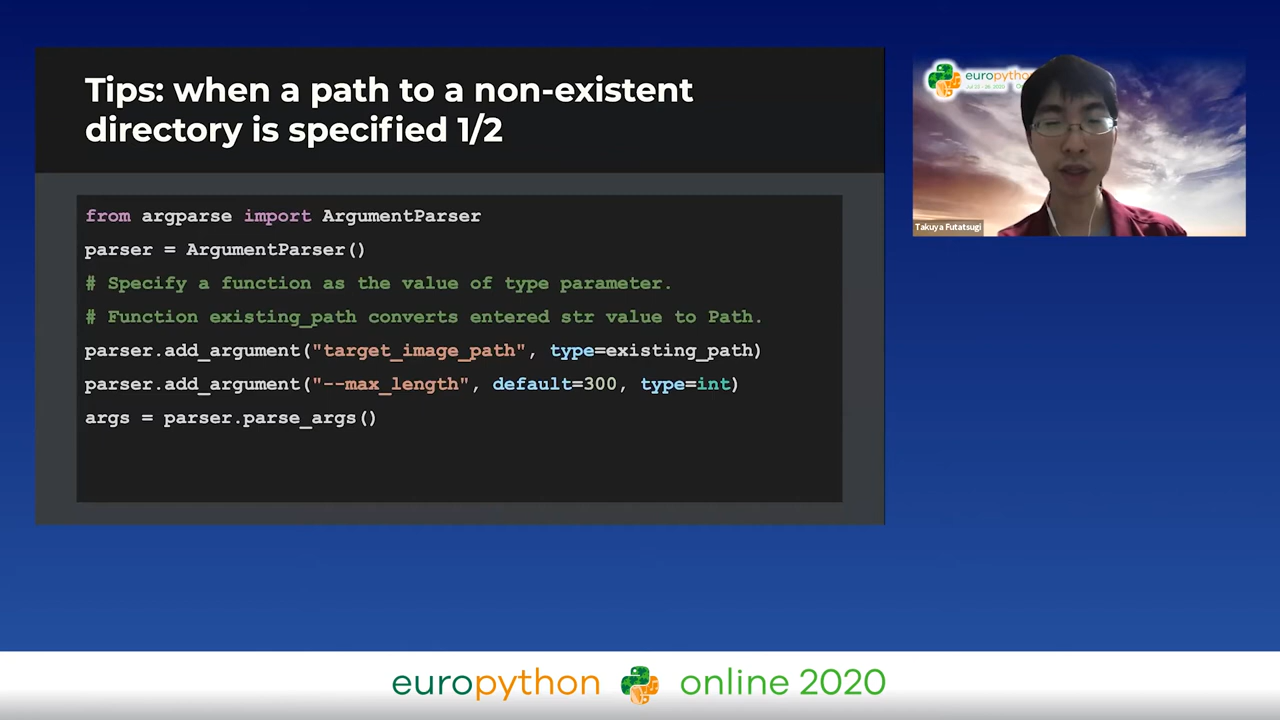 Tips: when a path to a non-existent
directory is specified 1/2
from argparse import ArgumentParser
parser = ArgumentParser()
# Specify a function as the value of type parameter.
# Function existing_path converts entered str value to Path.
parser.add_argument("target_image_path", type=existing_path)
parser.add_argument("--max_length", default=300, type=int)
args = parser.parse_args()
europython
Takuya Futatsugi
europython online 2020